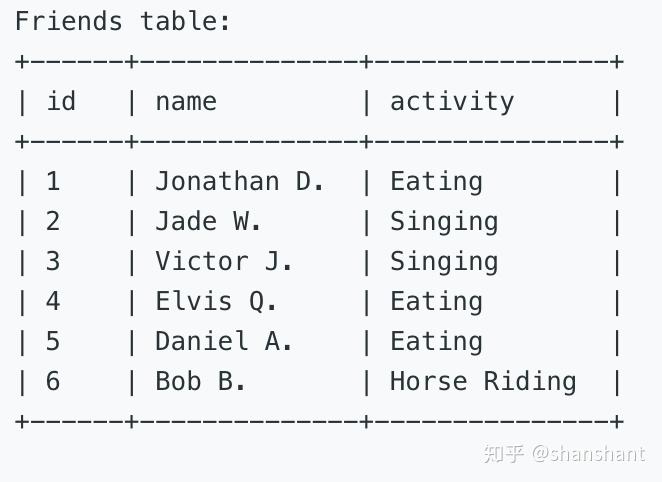 Friends table:
+------+--------------+---------------+
| id   | name         | activity      |
+------+--------------+---------------+
| 1    | Jonathan D.  | Eating        |
| 2    | Jade W.      | Singing       |
| 3    | Victor J.    | Singing       |
| 4    | Elvis Q.     | Eating        |
| 5    | Daniel A.    | Eating        |
| 6    | Bob B.       | Horse Riding  |
+------+--------------+---------------+
知乎 @shanshant